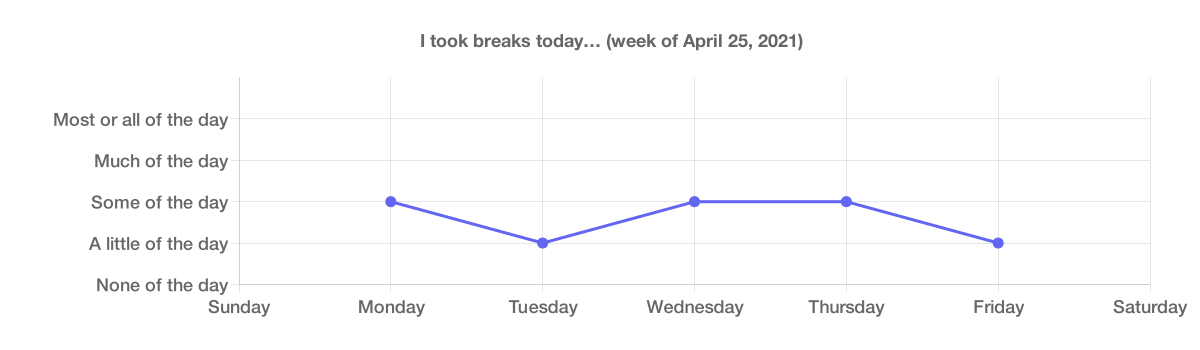 I took breaks today… (week of April 25, 2021)
Most or all of the day
Much of the day
Some of the day
A little of the day
None of the day
Sunday Monday Tuesday Wednesday Thursday Friday Saturday